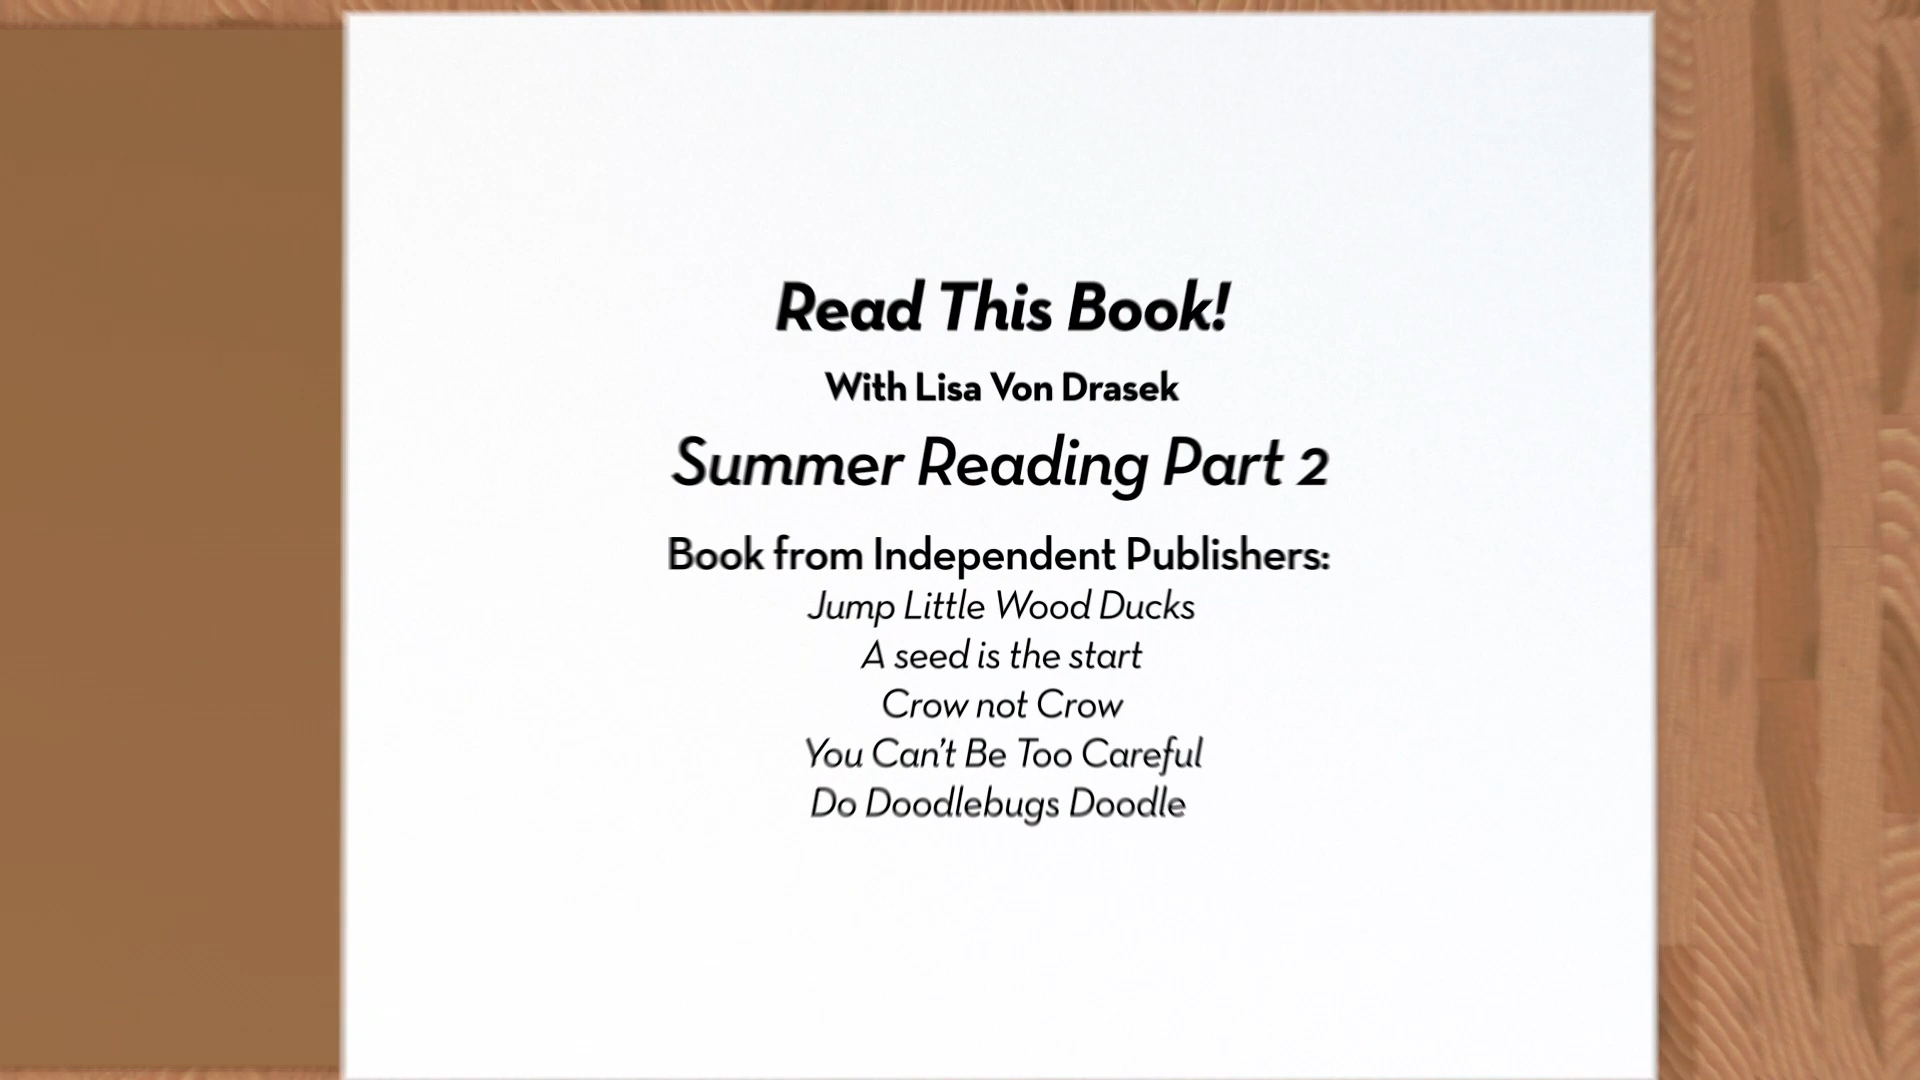 Read This Book!
With Lisa Von Drasek
Summer Reading Part 2
Book from Independent Publishers:
Jump Little Wood Ducks
A seed is the start
Crow not Crow
You Can't Be Too Careful
Do Doodlebugs Doodle